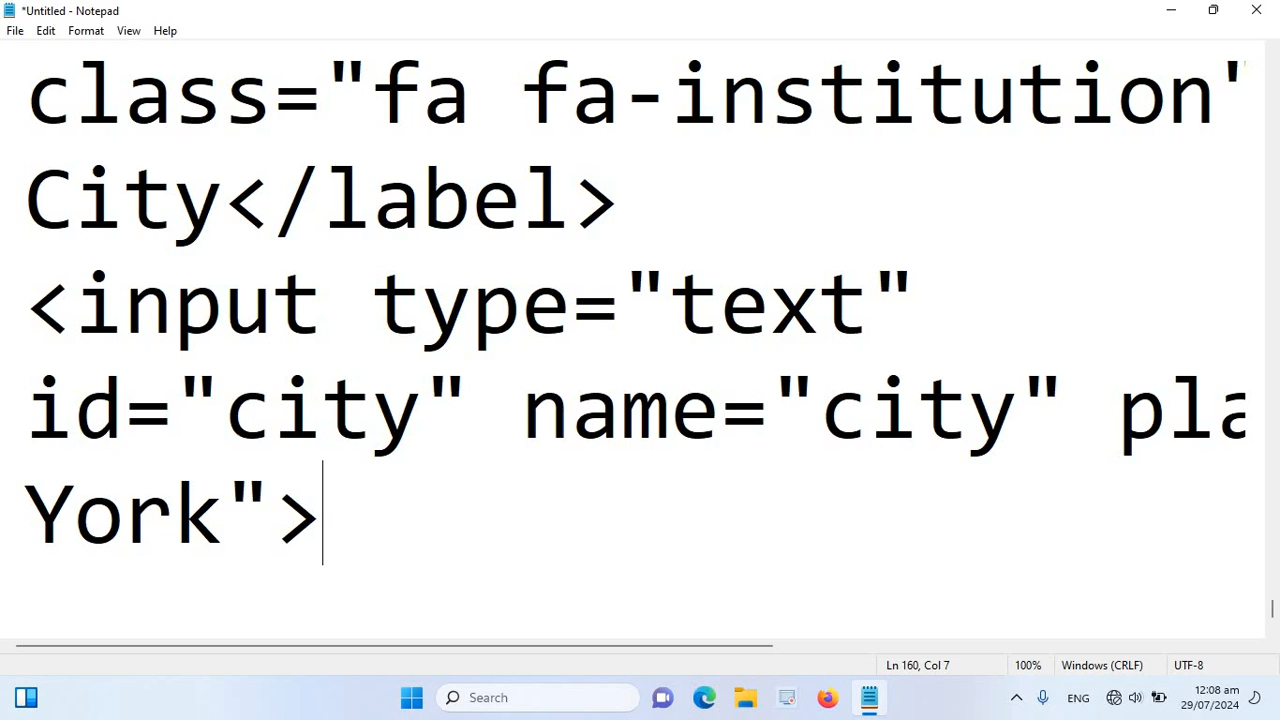 *Untitled - Notepad
File Edit Format View Help
class="fa fa-institution"
City</label>
<input type="text"
id="city" name="city" pla
York">
Ln 160, Col 7 100% Windows (CRLF) UTF-8
Search ENG 12:08 am
29/07/2024